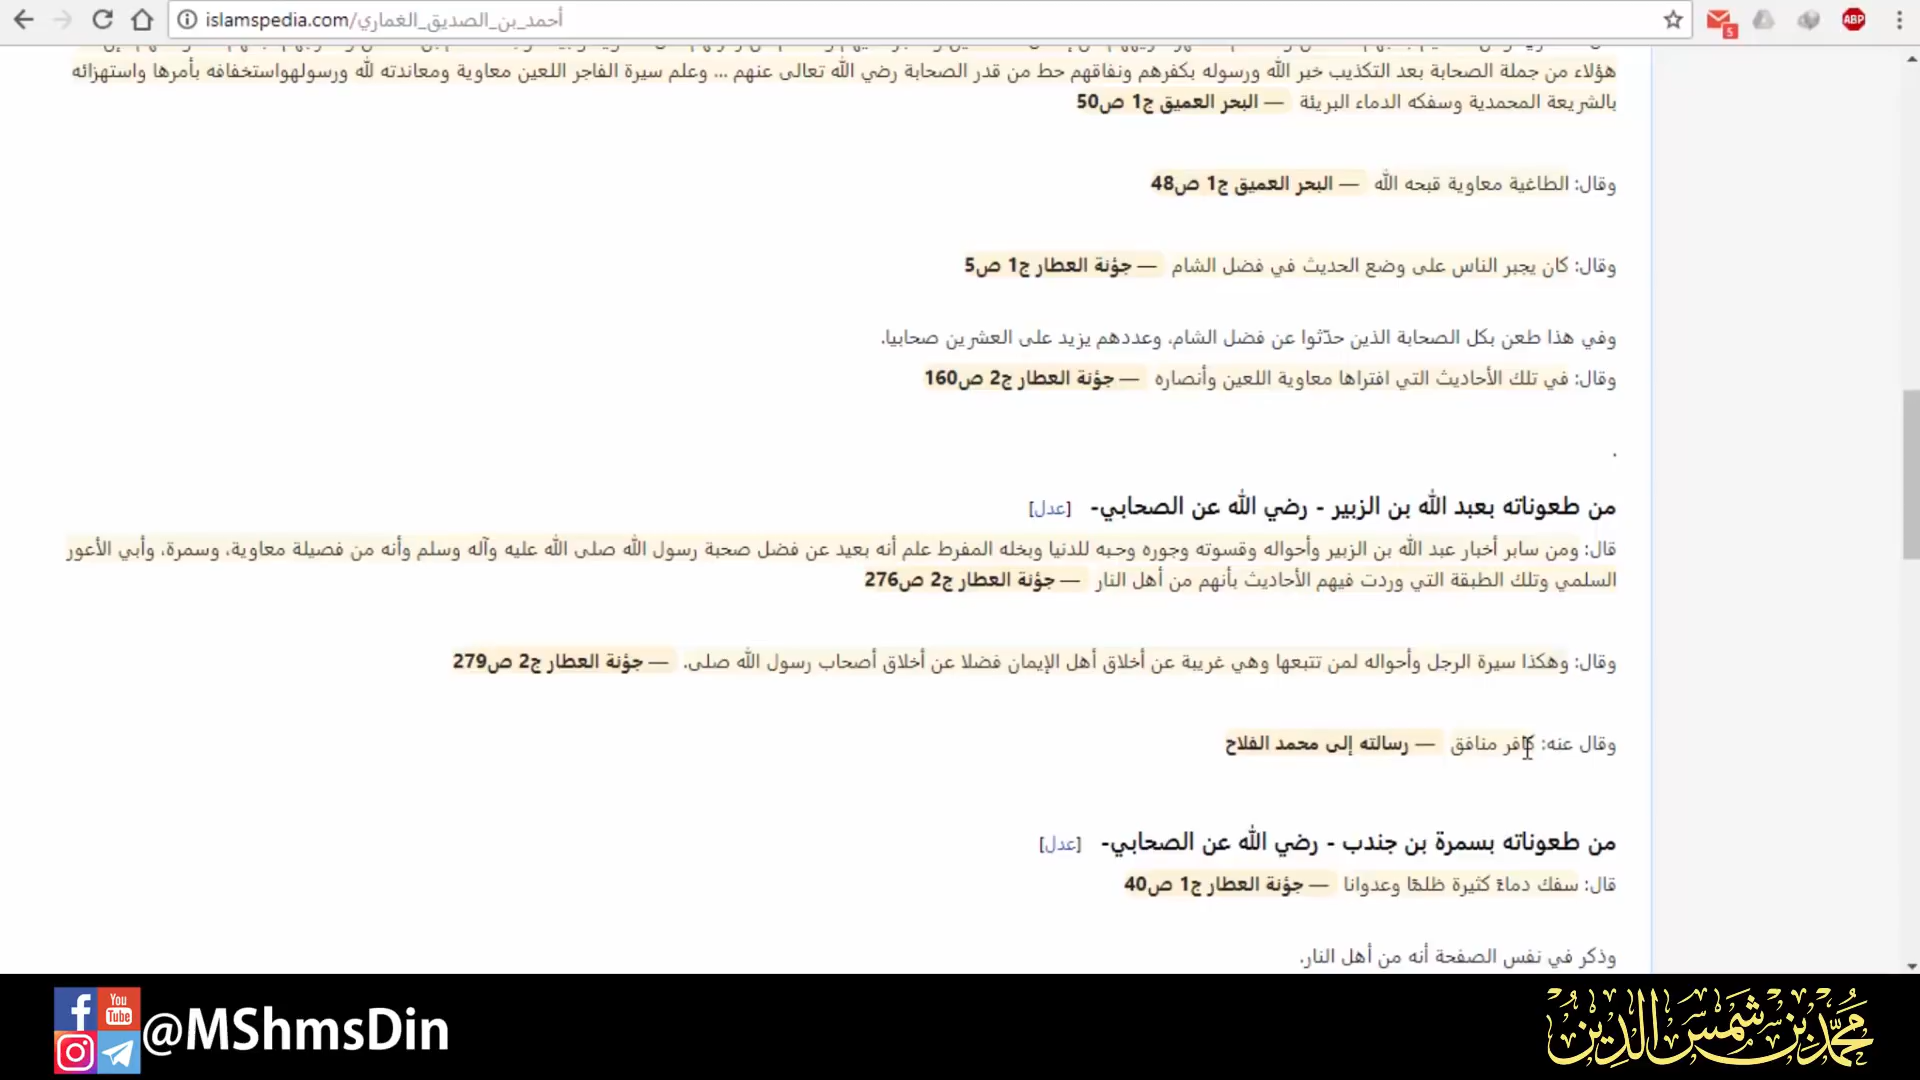 islamspedia.com/أحمد_بن_الصديق_الغماري
5
ABP
هؤلاء من جملة الصحابة بعد التكذيب خبر الله ورسوله بكفرهم ونفاقهم حط من قدر الصحابة رضي الله تعالى عنهم ... وعلم سيرة الفاجر اللعين معاوية ومعاندته لله ورسولهواستخفافه بأمرها واستهزائه
بالشريعة المحمدية وسفكه الدماء البريئة — البحر العميق ج1 ص50
وقال: الطاغية معاوية قبحه الله — البحر العميق ج1 ص48
وقال: كان يجبر الناس على وضع الحديث في فضل الشام — جؤنة العطار ج1 ص5
وفي هذا طعن بكل الصحابة الذين حدّثوا عن فضل الشام، وعددهم يزيد على العشرين صحابيا.
وقال: في تلك الأحاديث التي افتراها معاوية اللعين وأنصاره — جؤنة العطار ج2 ص160
.
من طعوناته بعبد الله بن الزبير - رضي الله عن الصحابي- [عدل]
قال: ومن سابر أخبار عبد الله بن الزبير وأحواله وقسوته وجوره وحبه للدنيا وبخله المفرط علم أنه بعيد عن فضل صحبة رسول الله صلى الله عليه وآله وسلم وأنه من فصيلة معاوية، وسمرة، وأبي الأعور
السلمي وتلك الطبقة التي وردت فيهم الأحاديث بأنهم من أهل النار — جؤنة العطار ج2 ص276
وقال: وهكذا سيرة الرجل وأحواله لمن تتبعها وهي غريبة عن أخلاق أهل الإيمان فضلا عن أخلاق أصحاب رسول الله صلى. — جؤنة العطار ج2 ص279
وقال عنه: كافر منافق — رسالته إلى محمد الفلاح
من طعوناته بسمرة بن جندب - رضي الله عن الصحابي- [عدل]
قال: سفك دماءً كثيرة ظلمًا وعدوانا — جؤنة العطار ج1 ص40
وذكر في نفس الصفحة أنه من أهل النار.
You
Tube
@MShmsDin
محمد بن شمس الدين